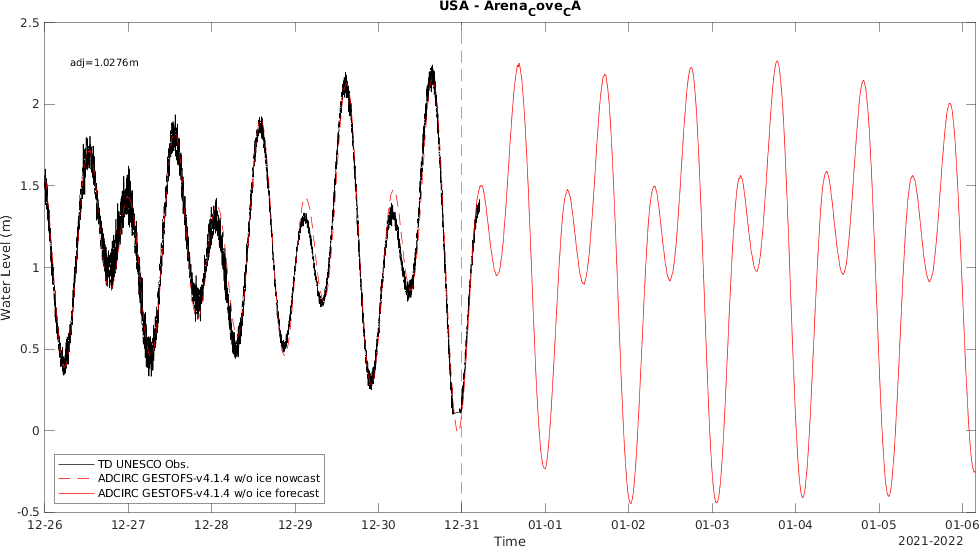 USA - ArenaCoveCA
adj=1.0276m
2.5
2
1.5
1
0.5
0
-0.5
Water Level (m)
TD UNESCO Obs.
ADCIRC GESTOFS-v4.1.4 w/o ice nowcast
ADCIRC GESTOFS-v4.1.4 w/o ice forecast
12-26 12-27 12-28 12-29 12-30 12-31 01-01 01-02 01-03 01-04 01-05 01-06
Time
2021-2022